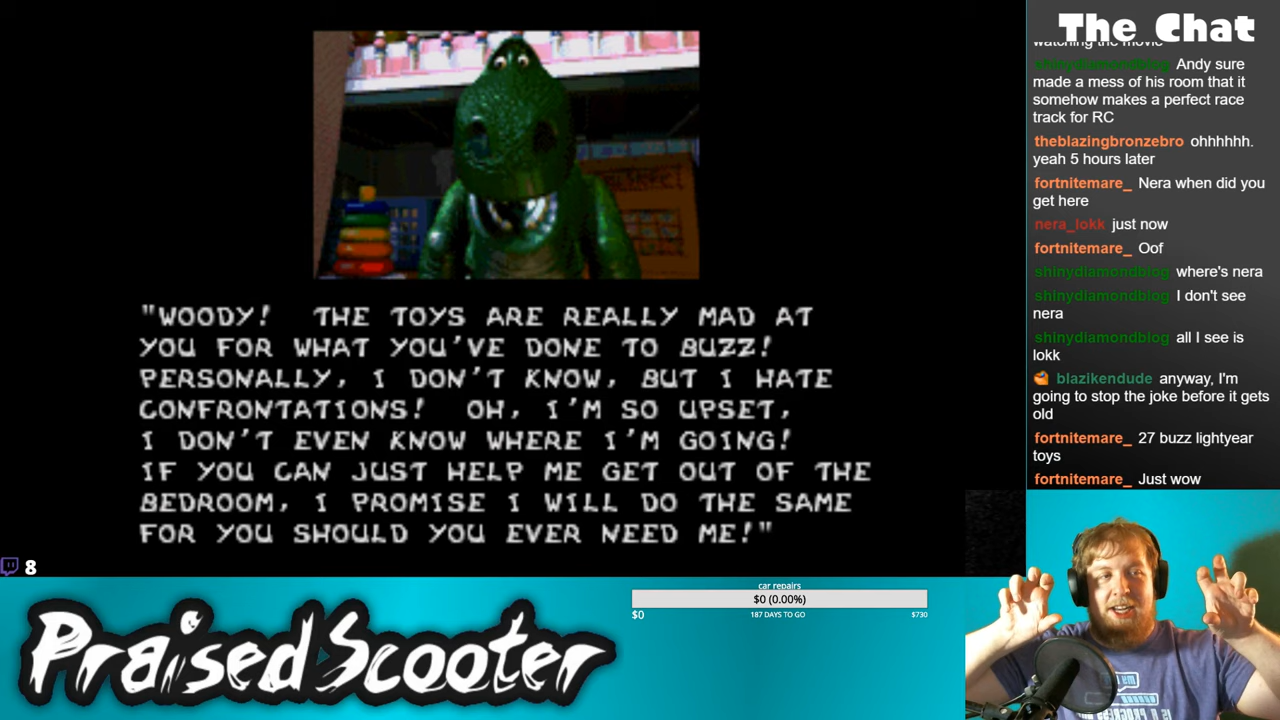 "WOODY!  THE TOYS ARE REALLY MAD AT
YOU FOR WHAT YOU'VE DONE TO BUZZ!
PERSONALLY, I DON'T KNOW, BUT I HATE
CONFRONTATIONS!  OH, I'M SO UPSET,
I DON'T EVEN KNOW WHERE I'M GOING!
IF YOU CAN JUST HELP ME GET OUT OF THE
BEDROOM, I PROMISE I WILL DO THE SAME
FOR YOU SHOULD YOU EVER NEED ME!"
The Chat
watching the movie
shinydiamondblog Andy sure
made a mess of his room that it
somehow makes a perfect race
track for RC
theblazingbronzebro ohhhhhh.
yeah 5 hours later
fortnitemare_ Nera when did you
get here
nera_lokk just now
fortnitemare_ Oof
shinydiamondblog where's nera
shinydiamondblog I don't see
nera
shinydiamondblog all I see is
lokk
blazikendude anyway, I'm
going to stop the joke before it gets
old
fortnitemare_ 27 buzz lightyear
toys
fortnitemare_ Just wow
8
PraisedScooter
car repairs
$0 (0.00%)
$0 187 DAYS TO GO $730